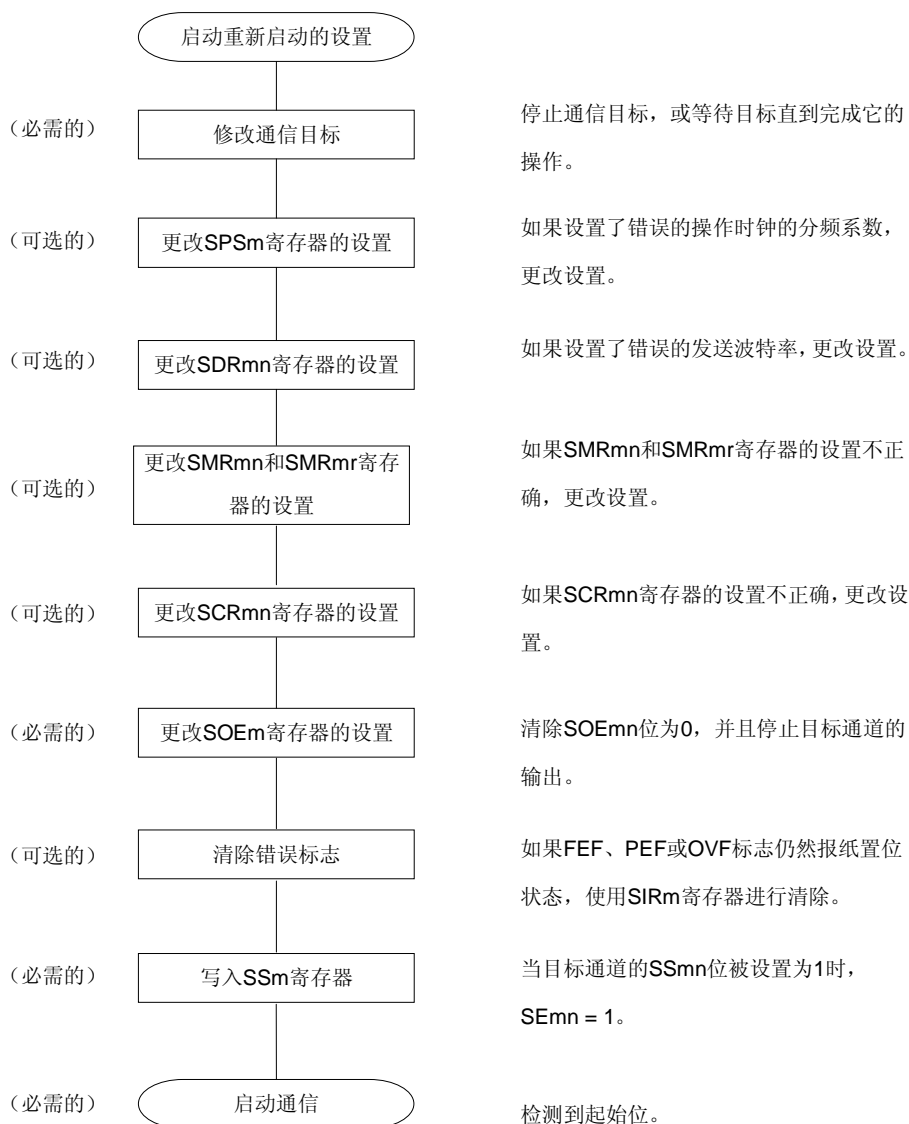 启动重新启动的设置
（必需的）
修改通信目标
停止通信目标，或等待目标直到完成它的
操作。
（可选的）
更改SPSm寄存器的设置
如果设置了错误的操作时钟的分频系数，
更改设置。
（可选的）
更改SDRmn寄存器的设置
如果设置了错误的发送波特率，更改设置。
（可选的）
更改SMRmn和SMRmr寄存
器的设置
如果SMRmn和SMRmr寄存器的设置不正
确，更改设置。
（可选的）
更改SCRmn寄存器的设置
如果SCRmn寄存器的设置不正确，更改设
置。
（必需的）
更改SOEm寄存器的设置
清除SOEmn位为0，并且停止目标通道的
输出。
（可选的）
清除错误标志
如果FEF、PEF或OVF标志仍然报纸置位
状态，使用SIRm寄存器进行清除。
（必需的）
写入SSm寄存器
当目标通道的SSmn位被设置为1时，
SEmn = 1。
（必需的）
启动通信
检测到起始位。